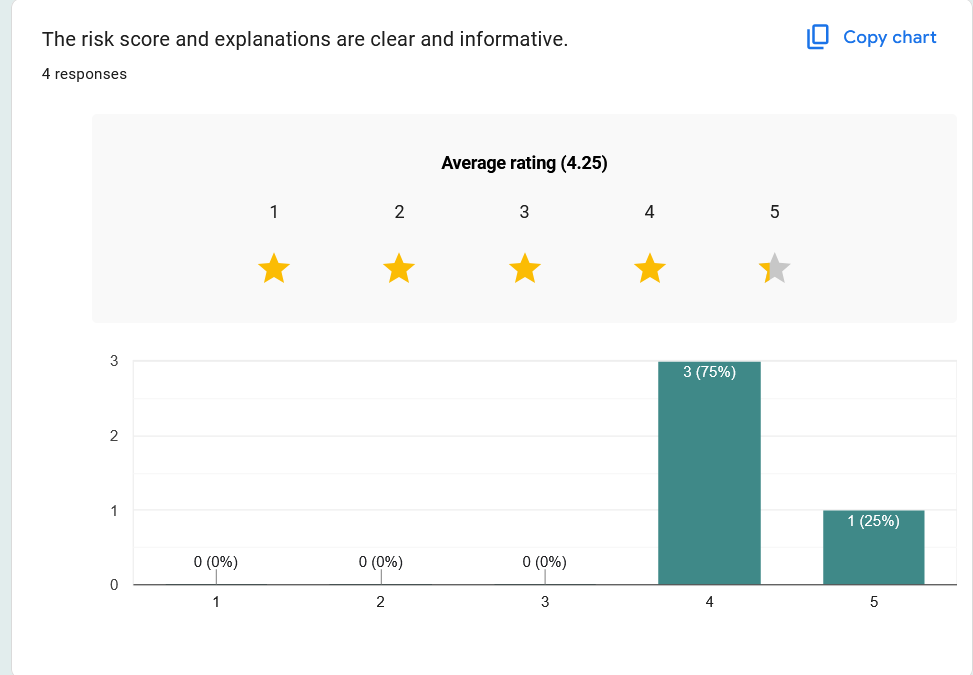 The risk score and explanations are clear and informative.
Copy chart
4 responses
Average rating (4.25)
1 2 3 4 5
3
3 (75%)
2
1
1 (25%)
0 (0%) 0 (0%) 0 (0%)
0
1 2 3 4 5